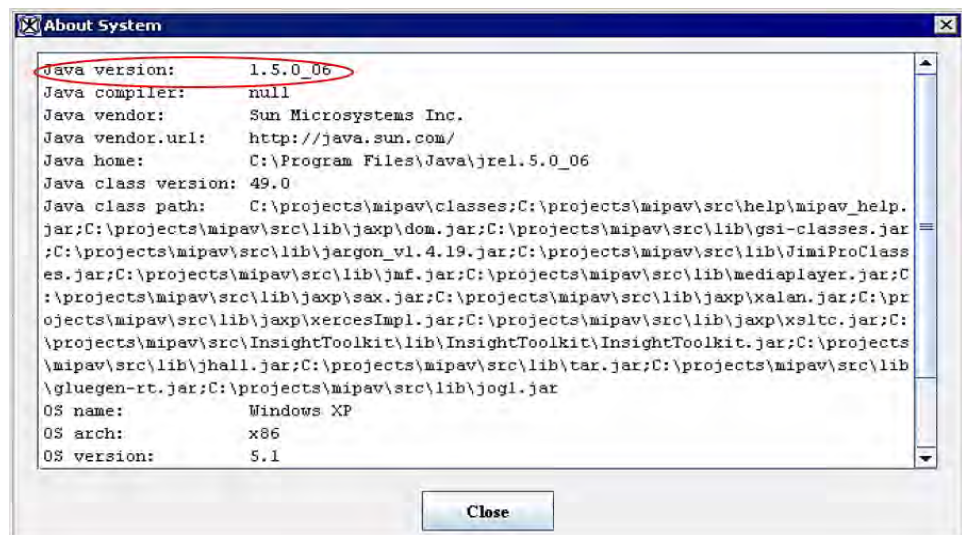 About System
Java version: 1.5.0_06
Java compiler: null
Java vendor: Sun Microsystems Inc.
Java vendor.url: http://java.sun.com/
Java home: C:\Program Files\Java\jre1.5.0_06
Java class version: 49.0
Java class path: C:\projects\mipav\classes;C:\projects\mipav\src\help\mipav_help.
jar;C:\projects\mipav\src\lib\jaxp\dom.jar;C:\projects\mipav\src\lib\gsi-classes.jar
;C:\projects\mipav\src\lib\jargon_v1.4.19.jar;C:\projects\mipav\src\lib\JimiProClass
es.jar;C:\projects\mipav\src\lib\jmf.jar;C:\projects\mipav\src\lib\mediaplayer.jar;C
:\projects\mipav\src\lib\jaxp\sax.jar;C:\projects\mipav\src\lib\jaxp\xalan.jar;C:\pr
ojects\mipav\src\lib\jaxp\xercesImpl.jar;C:\projects\mipav\src\lib\jaxp\xsltc.jar;C:
\projects\mipav\src\InsightToolkit\lib\InsightToolkit\InsightToolkit.jar;C:\projects
\mipav\src\lib\jhall.jar;C:\projects\mipav\src\lib\tar.jar;C:\projects\mipav\src\lib
\gluegen-rt.jar;C:\projects\mipav\src\lib\jogl.jar
OS name: Windows XP
OS arch: x86
OS version: 5.1
Close